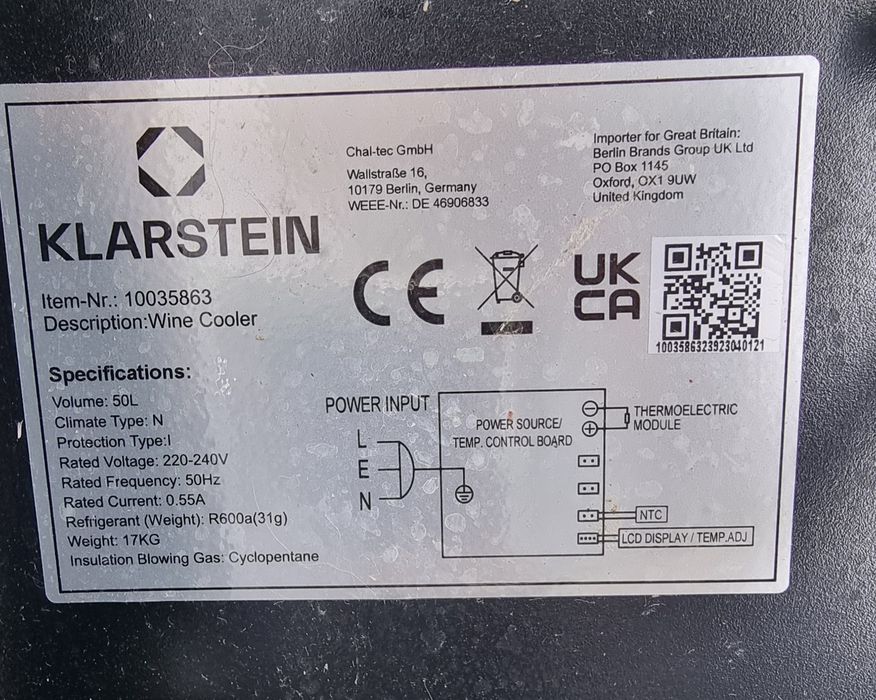 KLARSTEIN
Item-Nr.: 10035863
Description:Wine Cooler
Chal-tec GmbH
Wallstraße 16,
10179 Berlin, Germany
WEEE-Nr.: DE 46906833
Importer for Great Britain:
Berlin Brands Group UK Ltd
PO Box 1145
Oxford, OX1 9UW
United Kingdom
CE
UK
CA
1003586323923040121
Specifications:
Volume: 50L
Climate Type: N
Protection Type:I
Rated Voltage: 220-240V
Rated Frequency: 50Hz
Rated Current: 0.55A
Refrigerant (Weight): R600a(31g)
Weight: 17KG
Insulation Blowing Gas: Cyclopentane
POWER INPUT
L
E
N
POWER SOURCE/
TEMP. CONTROL BOARD
THERMOELECTRIC
MODULE
NTC
LCD DISPLAY / TEMP.ADJ